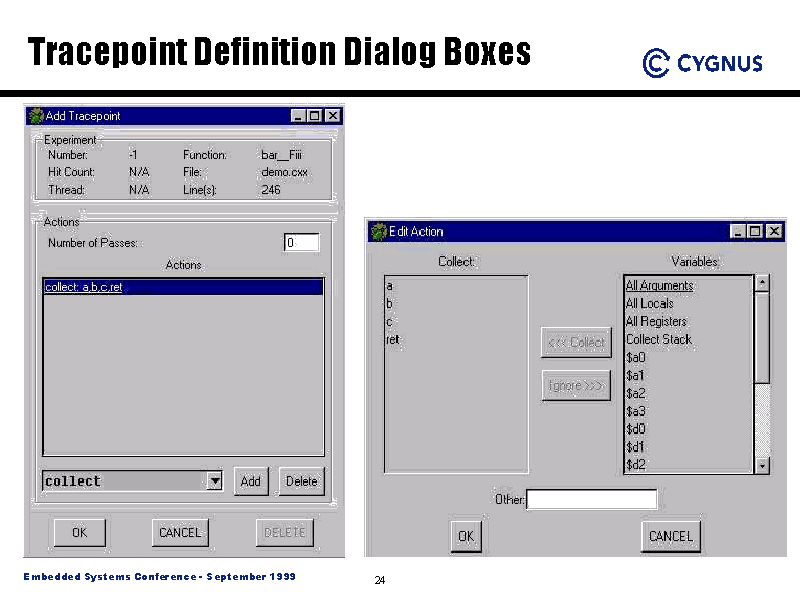 Tracepoint Definition Dialog Boxes
CYGNUS
Add Tracepoint
Experiment
Number: -1 Function: bar__Fiii
Hit Count: N/A File: demo.cxx
Thread: N/A Line(s): 246
Actions
Number of Passes: 0
Actions
collect: a,b,c,ret
collect
Add
Delete
OK
CANCEL
DELETE
Edit Action
Collect:
a
b
c
ret
<<< Collect
Ignore >>>
Variables:
All Arguments
All Locals
All Registers
Collect Stack
$a0
$a1
$a2
$a3
$d0
$d1
$d2
Other:
OK
CANCEL
Embedded Systems Conference - September 1999
24